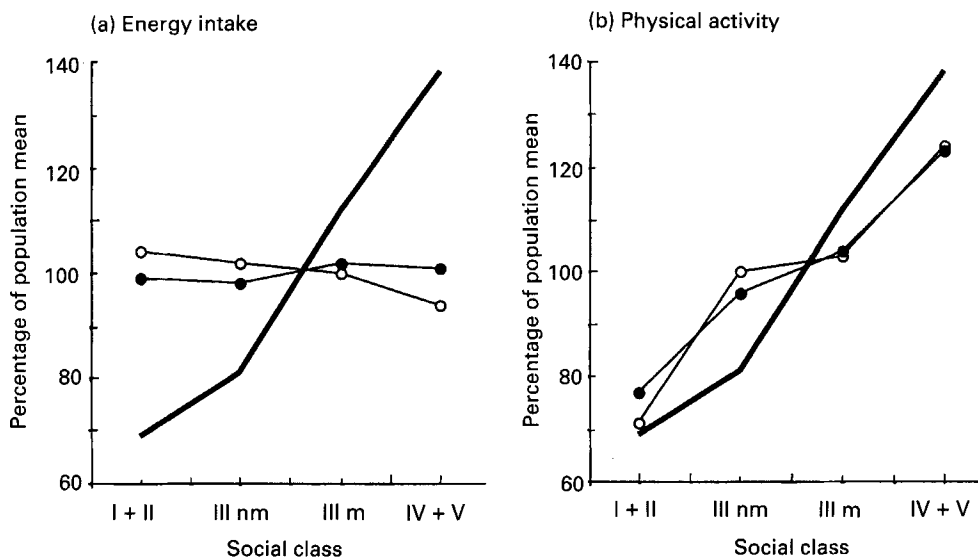 (a) Energy intake
Percentage of population mean
140
120
100
80
60
I + II
III nm
III m
IV + V
Social class
(b) Physical activity
Percentage of population mean
140
120
100
80
60
I + II
III nm
III m
IV + V
Social class